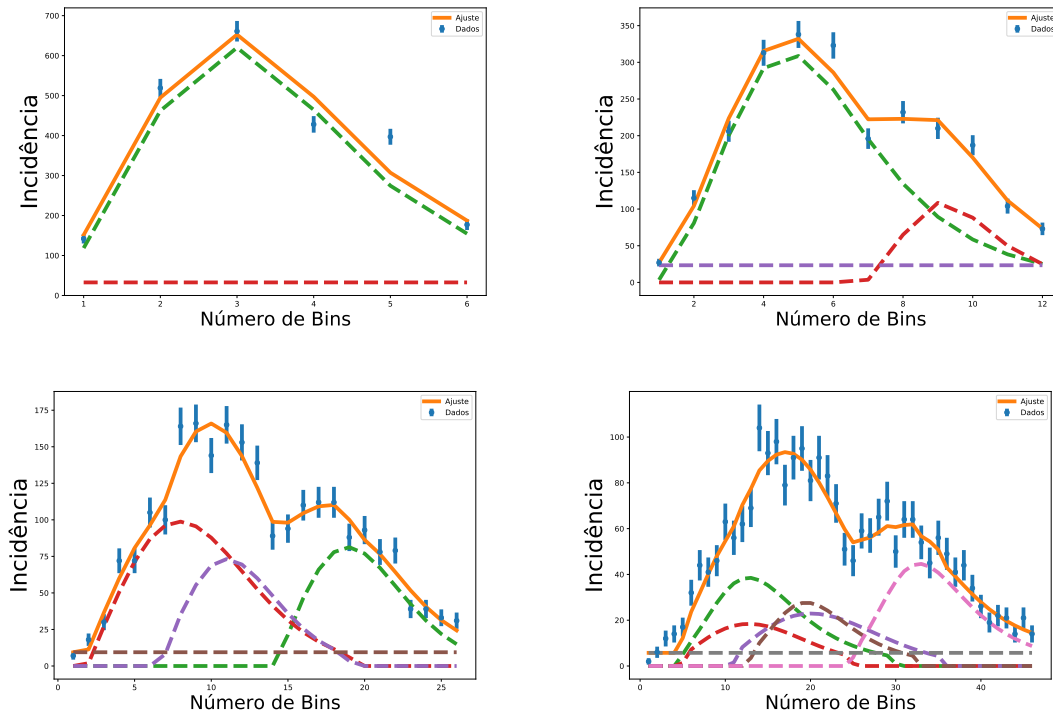 700
600
500
400
300
200
100
0
Incidência
Ajuste
Dados
1 2 3 4 5 6
Número de Bins
350
300
250
200
150
100
50
0
Incidência
Ajuste
Dados
2 4 6 8 10 12
Número de Bins
175
150
125
100
75
50
25
0
Incidência
Ajuste
Dados
0 5 10 15 20 25
Número de Bins
100
80
60
40
20
0
Incidência
Ajuste
Dados
0 10 20 30 40
Número de Bins